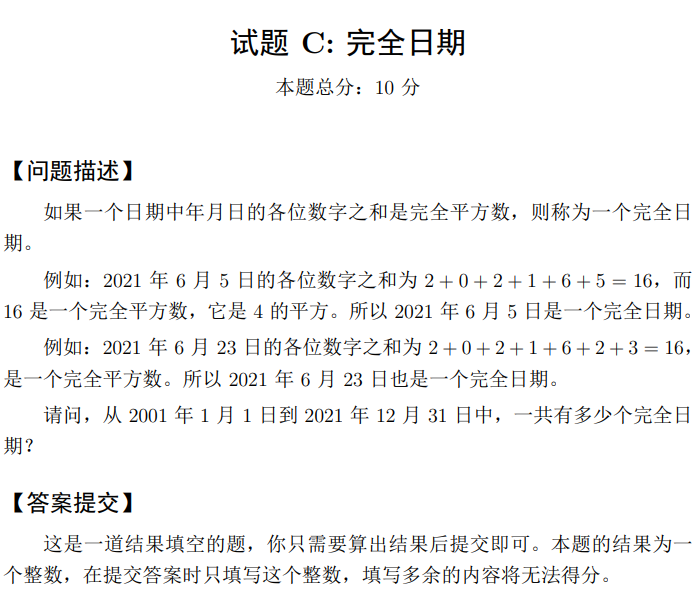 试题 C: 完全日期
本题总分：10 分
【问题描述】
如果一个日期中年月日的各位数字之和是完全平方数，则称为一个完全日
期。
例如：2021 年 6 月 5 日的各位数字之和为 2 + 0 + 2 + 1 + 6 + 5 = 16，而
16 是一个完全平方数，它是 4 的平方。所以 2021 年 6 月 5 日是一个完全日期。
例如：2021 年 6 月 23 日的各位数字之和为 2 + 0 + 2 + 1 + 6 + 2 + 3 = 16，
是一个完全平方数。所以 2021 年 6 月 23 日也是一个完全日期。
请问，从 2001 年 1 月 1 日到 2021 年 12 月 31 日中，一共有多少个完全日
期？
【答案提交】
这是一道结果填空的题，你只需要算出结果后提交即可。本题的结果为一
个整数，在提交答案时只填写这个整数，填写多余的内容将无法得分。